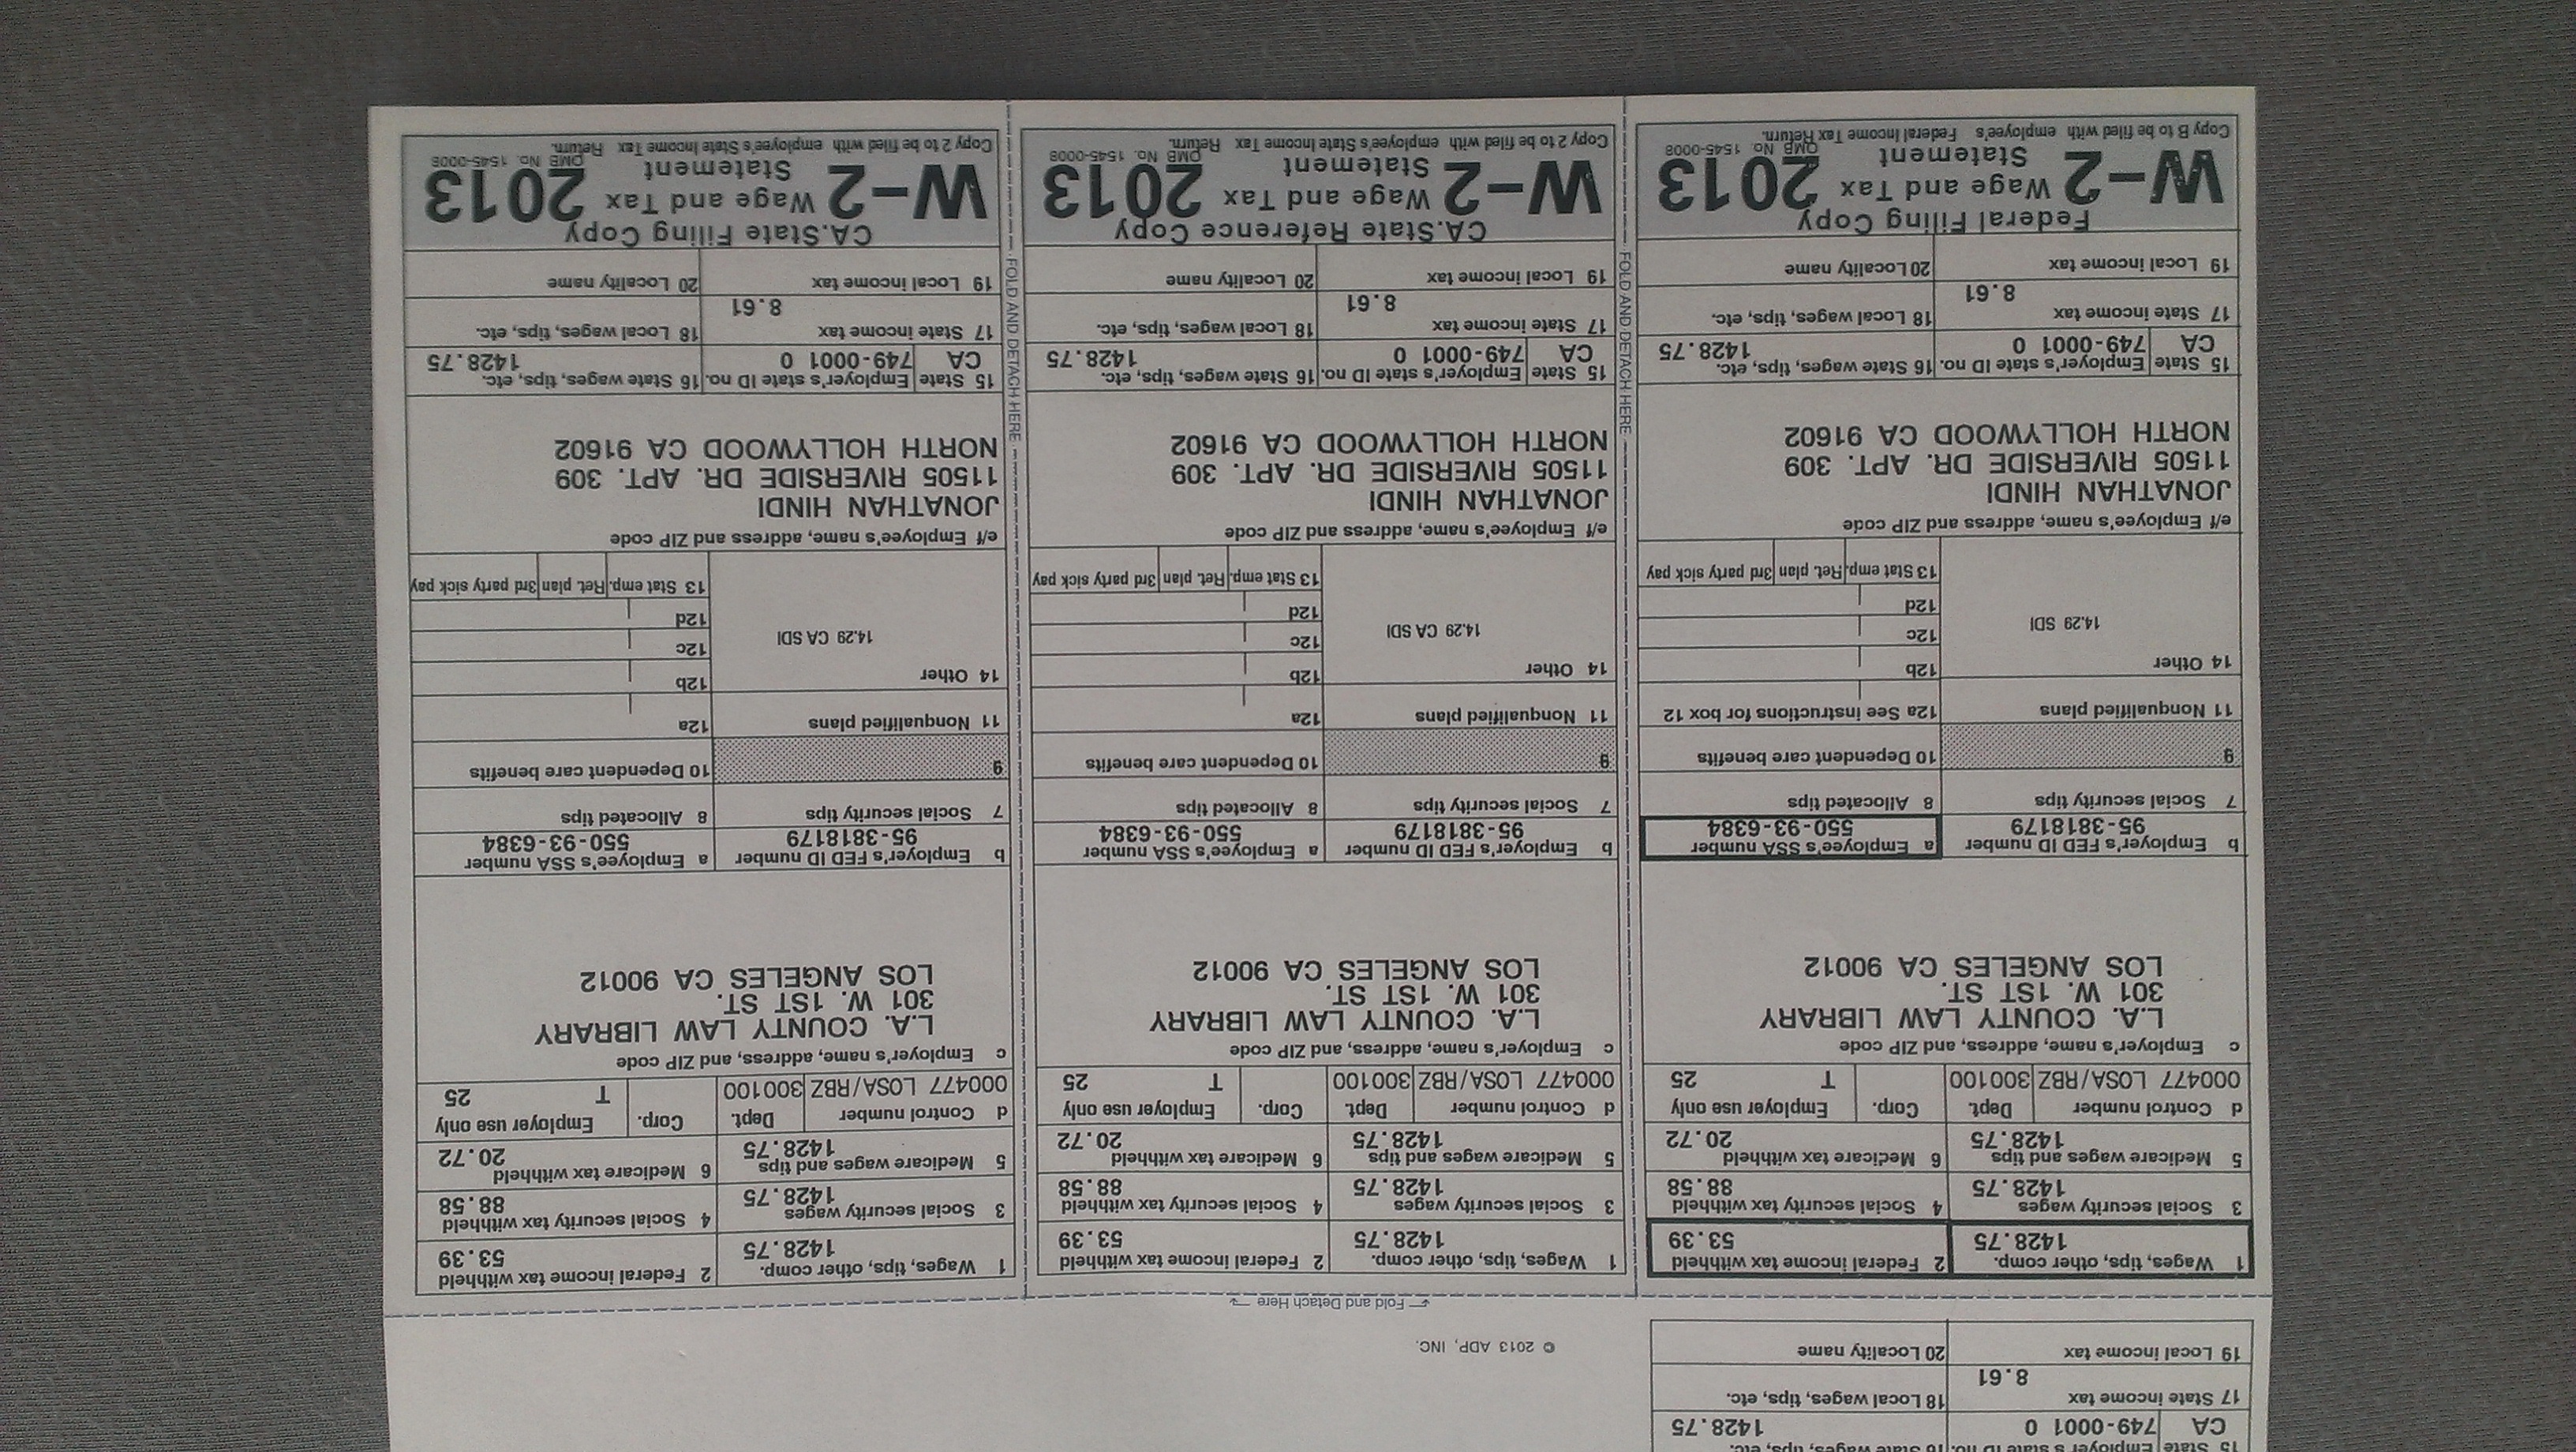 15 State Employer's state ID no. 16 State wages, tips, etc.
CA 749-0001 0 1428.75
17 State income tax 18 Local wages, tips, etc.
8.61
19 Local income tax 20 Locality name
© 2013 ADP, INC.
Fold and Detach Here
1 Wages, tips, other comp. 2 Federal income tax withheld
1428.75 53.39
3 Social security wages 4 Social security tax withheld
1428.75 88.58
5 Medicare wages and tips 6 Medicare tax withheld
1428.75 20.72
d Control number Dept. Corp. Employer use only
000477 LOSA/RBZ 300100 T 25
c Employer's name, address, and ZIP code
L.A. COUNTY LAW LIBRARY
301 W. 1ST ST.
LOS ANGELES CA 90012
b Employer's FED ID number a Employee's SSA number
95-3818179 550-93-6384
7 Social security tips 8 Allocated tips
9 10 Dependent care benefits
11 Nonqualified plans 12a See instructions for box 12
14 Other 12b
14.29 SDI 12c
12d
13 Stat emp. Ret. plan 3rd party sick pay
e/f Employee's name, address and ZIP code
JONATHAN HINDI
11505 RIVERSIDE DR. APT. 309
NORTH HOLLYWOOD CA 91602
15 State Employer's state ID no. 16 State wages, tips, etc.
CA 749-0001 0 1428.75
17 State income tax 18 Local wages, tips, etc.
8.61
19 Local income tax 20 Locality name
Federal Filing Copy
W-2 Wage and Tax Statement 2013
OMB No. 1545-0008
Copy B to be filed with employee's Federal Income Tax Return.
FOLD AND DETACH HERE
1 Wages, tips, other comp. 2 Federal income tax withheld
1428.75 53.39
3 Social security wages 4 Social security tax withheld
1428.75 88.58
5 Medicare wages and tips 6 Medicare tax withheld
1428.75 20.72
d Control number Dept. Corp. Employer use only
000477 LOSA/RBZ 300100 T 25
c Employer's name, address, and ZIP code
L.A. COUNTY LAW LIBRARY
301 W. 1ST ST.
LOS ANGELES CA 90012
b Employer's FED ID number a Employee's SSA number
95-3818179 550-93-6384
7 Social security tips 8 Allocated tips
9 10 Dependent care benefits
11 Nonqualified plans 12a
14 Other 12b
14.29 CA SDI 12c
12d
13 Stat emp. Ret. plan 3rd party sick pay
e/f Employee's name, address and ZIP code
JONATHAN HINDI
11505 RIVERSIDE DR. APT. 309
NORTH HOLLYWOOD CA 91602
15 State Employer's state ID no. 16 State wages, tips, etc.
CA 749-0001 0 1428.75
17 State income tax 18 Local wages, tips, etc.
8.61
19 Local income tax 20 Locality name
CA.State Reference Copy
W-2 Wage and Tax Statement 2013
OMB No. 1545-0008
Copy 2 to be filed with employee's State Income Tax Return.
FOLD AND DETACH HERE
1 Wages, tips, other comp. 2 Federal income tax withheld
1428.75 53.39
3 Social security wages 4 Social security tax withheld
1428.75 88.58
5 Medicare wages and tips 6 Medicare tax withheld
1428.75 20.72
d Control number Dept. Corp. Employer use only
000477 LOSA/RBZ 300100 T 25
c Employer's name, address, and ZIP code
L.A. COUNTY LAW LIBRARY
301 W. 1ST ST.
LOS ANGELES CA 90012
b Employer's FED ID number a Employee's SSA number
95-3818179 550-93-6384
7 Social security tips 8 Allocated tips
9 10 Dependent care benefits
11 Nonqualified plans 12a
14 Other 12b
14.29 CA SDI 12c
12d
13 Stat emp. Ret. plan 3rd party sick pay
e/f Employee's name, address and ZIP code
JONATHAN HINDI
11505 RIVERSIDE DR. APT. 309
NORTH HOLLYWOOD CA 91602
15 State Employer's state ID no. 16 State wages, tips, etc.
CA 749-0001 0 1428.75
17 State income tax 18 Local wages, tips, etc.
8.61
19 Local income tax 20 Locality name
CA.State Filing Copy
W-2 Wage and Tax Statement 2013
OMB No. 1545-0008
Copy 2 to be filed with employee's State Income Tax Return.